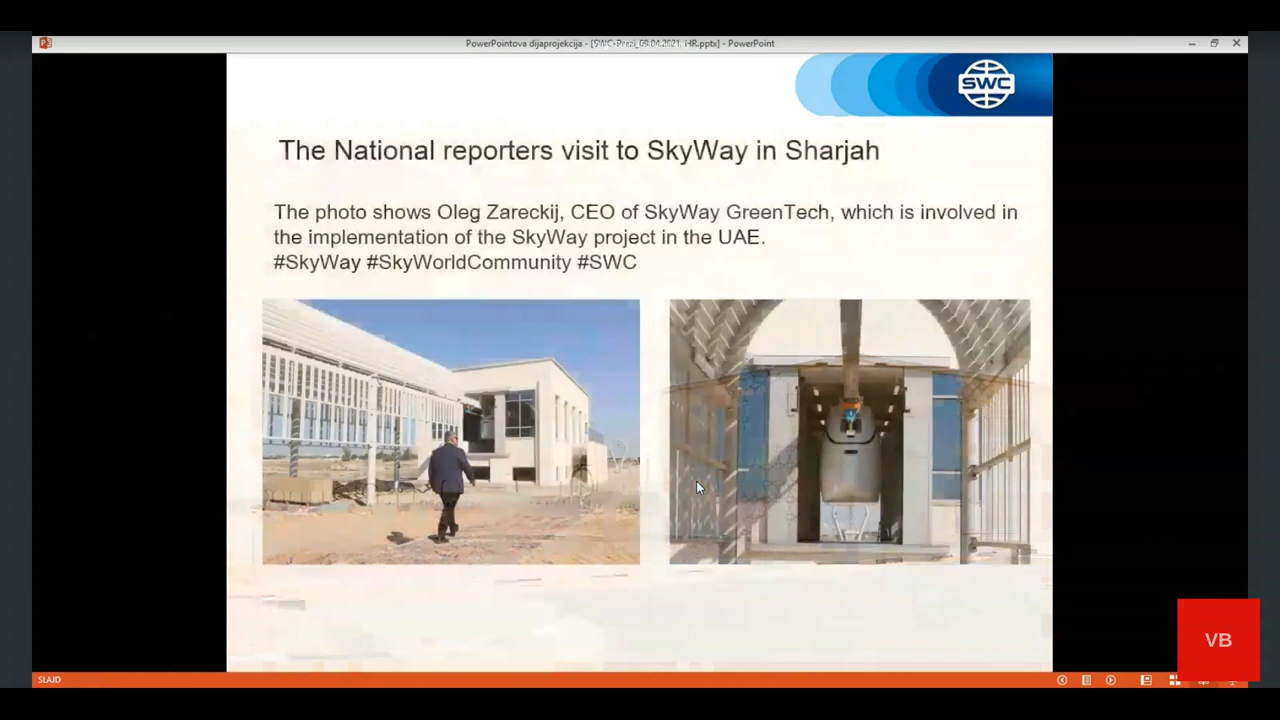 PowerPointova dijaprojekcija - [SWC-Prezi_09.04.2021._HR.pptx] - PowerPoint
SWC
The National reporters visit to SkyWay in Sharjah
The photo shows Oleg Zareckij, CEO of SkyWay GreenTech, which is involved in
the implementation of the SkyWay project in the UAE.
#SkyWay #SkyWorldCommunity #SWC
VB
SLAJD